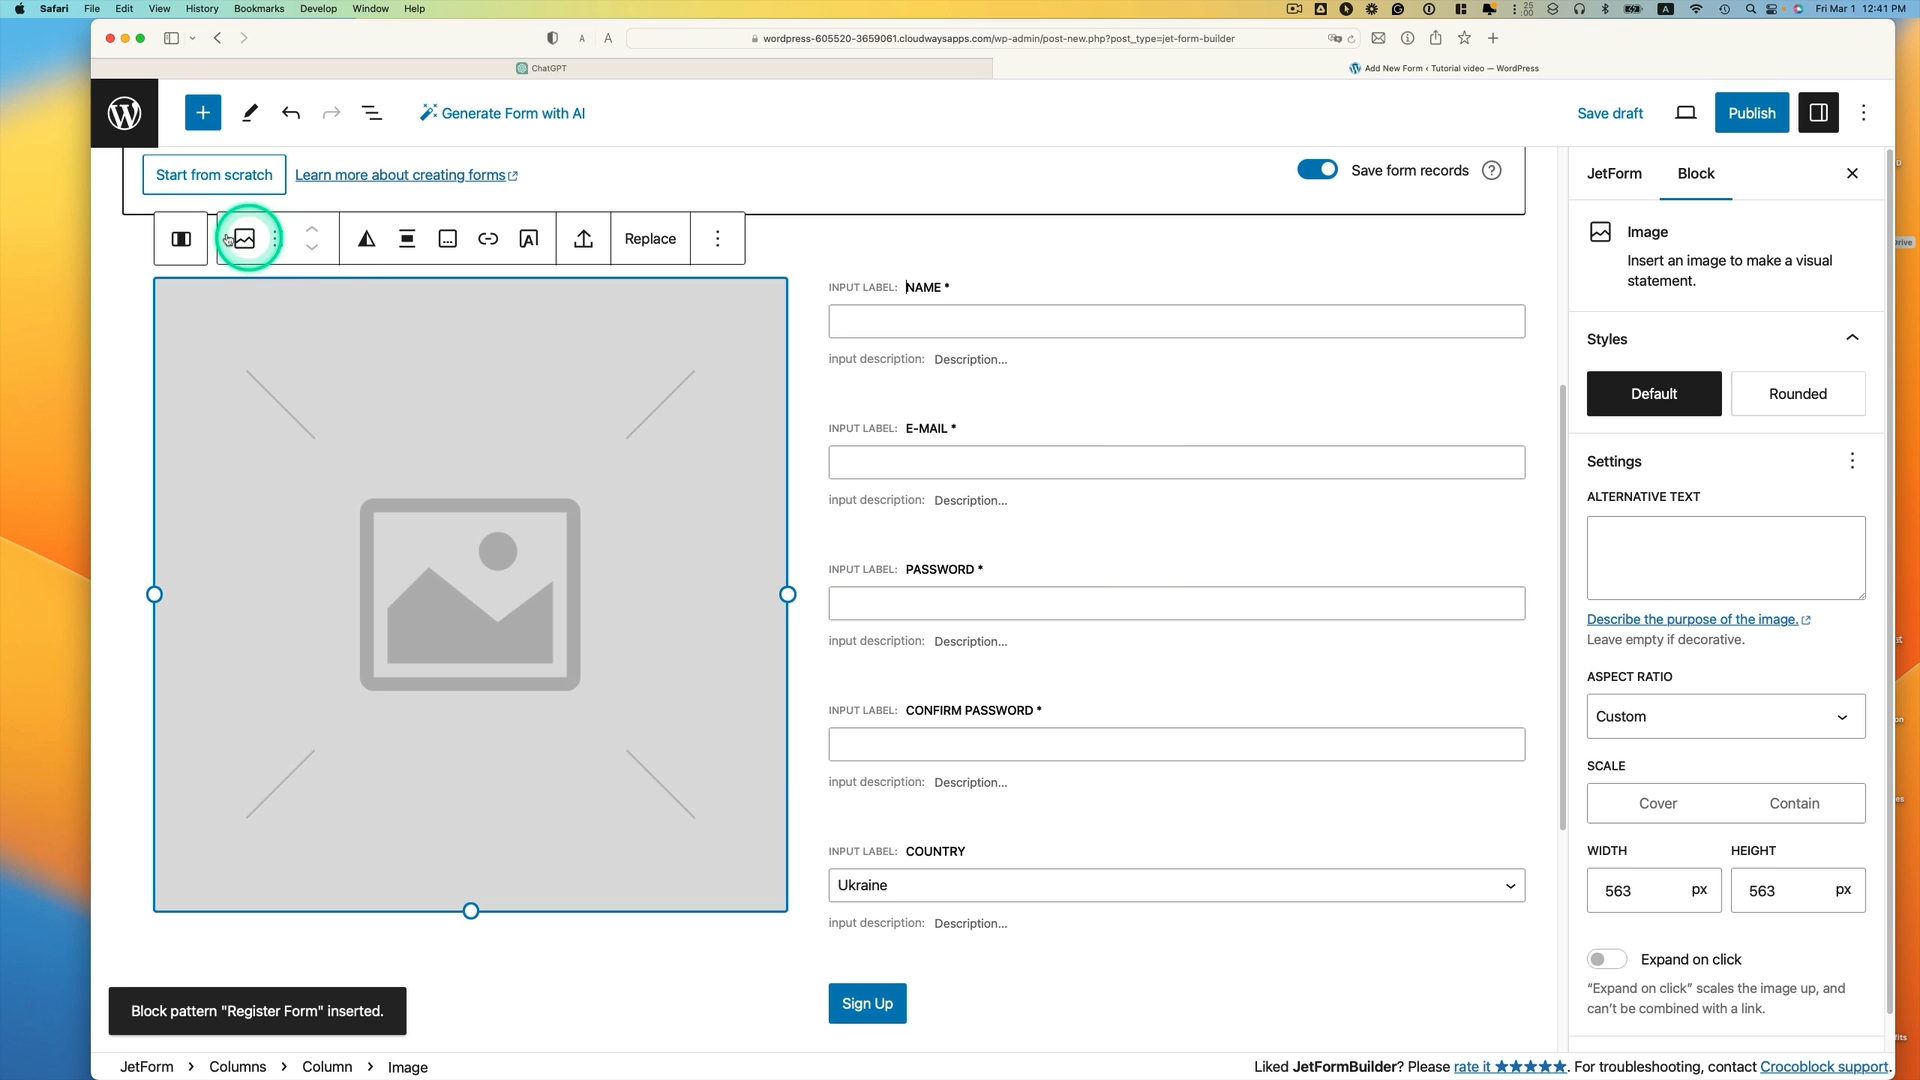 Safari File Edit View History Bookmarks Develop Window Help
25
:00
A
Fri Mar 1 12:41 PM
A A
wordpress-605520-3659061.cloudwaysapps.com/wp-admin/post-new.php?post_type=jet-form-builder
ChatGPT
Add New Form ‹ Tutorial video — WordPress
Generate Form with AI
Save draft
Publish
Start from scratch
Learn more about creating forms
Save form records
JetForm
Block
Replace
Image
Insert an image to make a visual
statement.
Styles
Default
Rounded
Settings
ALTERNATIVE TEXT
Describe the purpose of the image.
Leave empty if decorative.
ASPECT RATIO
Custom
SCALE
Cover
Contain
WIDTH
HEIGHT
563 px
563 px
Expand on click
“Expand on click” scales the image up, and
can’t be combined with a link.
INPUT LABEL: NAME *
input description: Description...
INPUT LABEL: E-MAIL *
input description: Description...
INPUT LABEL: PASSWORD *
input description: Description...
INPUT LABEL: CONFIRM PASSWORD *
input description: Description...
INPUT LABEL: COUNTRY
Ukraine
input description: Description...
Sign Up
Block pattern "Register Form" inserted.
JetForm › Columns › Column › Image
Liked JetFormBuilder? Please rate it ★★★★★. For troubleshooting, contact Crocoblock support.